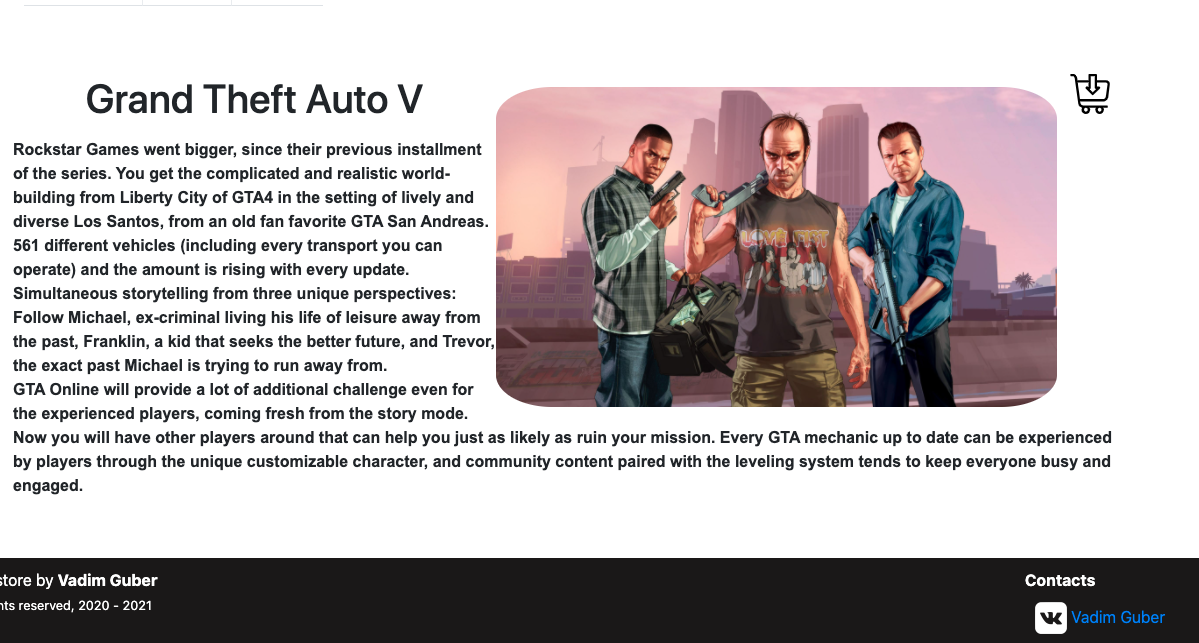 Grand Theft Auto V
Rockstar Games went bigger, since their previous installment
of the series. You get the complicated and realistic world-
building from Liberty City of GTA4 in the setting of lively and
diverse Los Santos, from an old fan favorite GTA San Andreas.
561 different vehicles (including every transport you can
operate) and the amount is rising with every update.
Simultaneous storytelling from three unique perspectives:
Follow Michael, ex-criminal living his life of leisure away from
the past, Franklin, a kid that seeks the better future, and Trevor,
the exact past Michael is trying to run away from.
GTA Online will provide a lot of additional challenge even for
the experienced players, coming fresh from the story mode.
Now you will have other players around that can help you just as likely as ruin your mission. Every GTA mechanic up to date can be experienced
by players through the unique customizable character, and community content paired with the leveling system tends to keep everyone busy and
engaged.
LOVE FIST
store by Vadim Guber
nts reserved, 2020 - 2021
Contacts
Vadim Guber